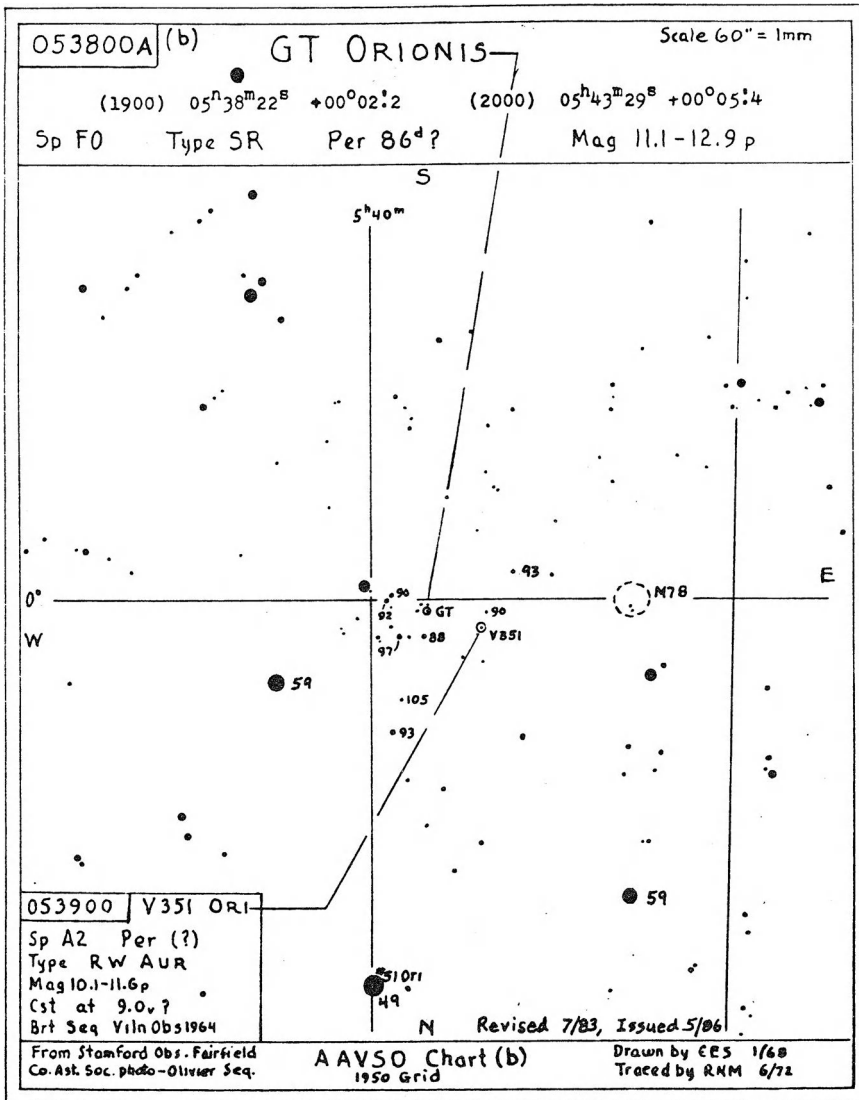 053800A (b) GT ORIONIS Scale 60" = 1mm
(1900) 05ʰ38ᵐ22ˢ +00°02!2 (2000) 05ʰ43ᵐ29ˢ +00°05!4
Sp F0 Type SR Per 86ᵈ? Mag 11.1-12.9 p
S
5ʰ40ᵐ
93
E
0°
90
M78
92
GT
90
W
97
88
V351
59
105
93
053900 V351 ORI
59
Sp A2 Per (?)
Type RW AUR
Mag 10.1-11.6p
Cst at 9.0v ?
Brt Seq Viln Obs 1964
51 Ori
49
N Revised 7/83, Issued 5/86
From Stamford Obs. Fairfield
Co. Ast. Soc. photo-Olivier Seq.
AAVSO Chart (b)
1950 Grid
Drawn by EES 1/68
Traced by RNM 6/72